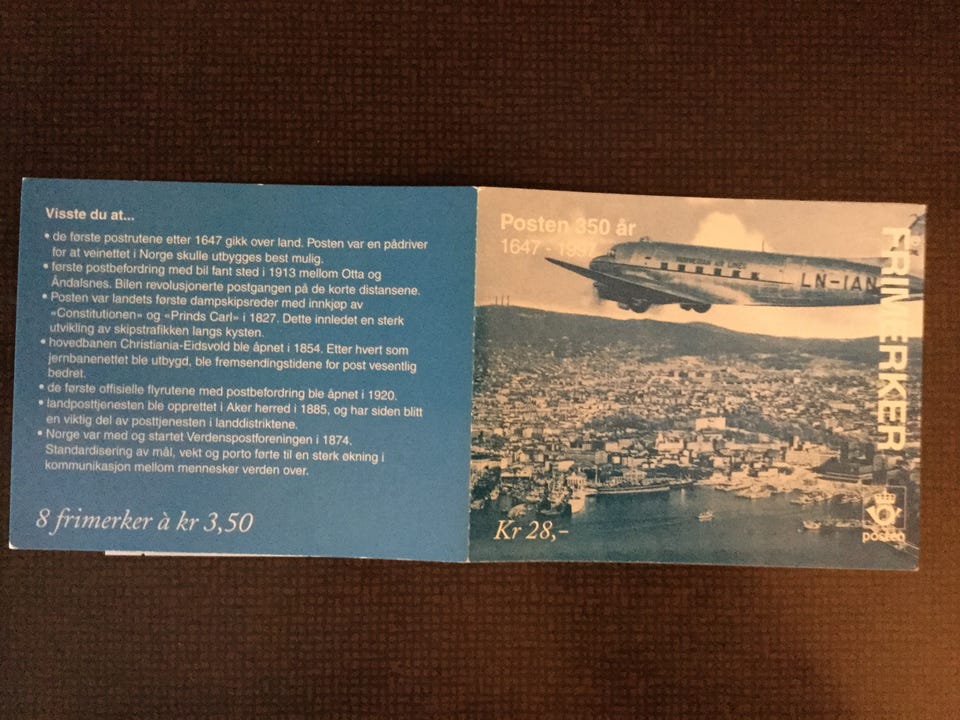 Visste du at...
• de første postrutene etter 1647 gikk over land. Posten var en pådriver
for at veinettet i Norge skulle utbygges best mulig.
• første postbefordring med bil fant sted i 1913 mellom Otta og
Åndalsnes. Bilen revolusjonerte postgangen på de korte distansene.
• Posten var landets første dampskipsreder med innkjøp av
«Constitutionen» og «Prinds Carl» i 1827. Dette innledet en sterk
utvikling av skipstrafikken langs kysten.
• hovedbanen Christiania-Eidsvold ble åpnet i 1854. Etter hvert som
jernbanenettet ble utbygd, ble fremsendingstidene for post vesentlig
bedret.
• de første offisielle flyrutene med postbefordring ble åpnet i 1920.
• landposttjenesten ble opprettet i Aker herred i 1885, og har siden blitt
en viktig del av posttjenesten i landdistriktene.
• Norge var med og startet Verdenspostforeningen i 1874.
Standardisering av mål, vekt og porto førte til en sterk økning i
kommunikasjon mellom mennesker verden over.
8 frimerker à kr 3,50
Posten 350 år
1647 - 1997
NORWEGIAN AIR LINES
LN-IAN
FRIMERKER
Kr 28,-
posten